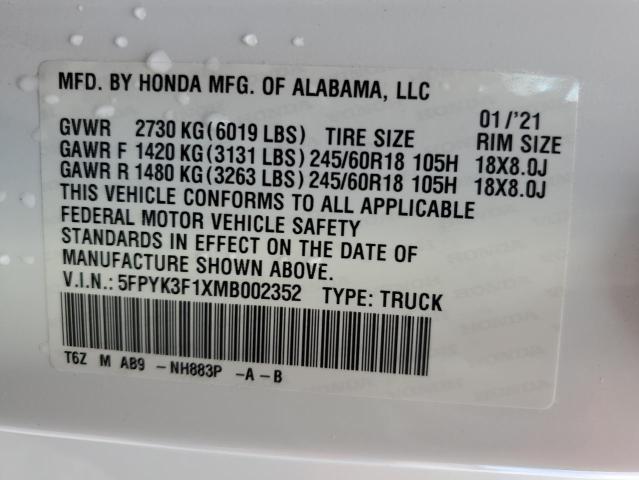 MFD. BY HONDA MFG. OF ALABAMA, LLC
01/'21
GVWR 2730 KG(6019 LBS) TIRE SIZE RIM SIZE
GAWR F 1420 KG(3131 LBS)245/60R18 105H 18X8.0J
GAWR R 1480 KG(3263 LBS)245/60R18 105H 18X8.0J
THIS VEHICLE CONFORMS TO ALL APPLICABLE
FEDERAL MOTOR VEHICLE SAFETY
STANDARDS IN EFFECT ON THE DATE OF
MANUFACTURE SHOWN ABOVE.
V.I.N.: 5FPYK3F1XMB002352 TYPE: TRUCK
T6Z M AB9 -NH883P -A-B